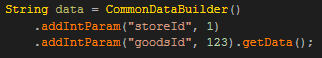 String data = CommonDataBuilder()
.addIntParam("storeId", 1)
.addIntParam("goodsId", 123).getData();